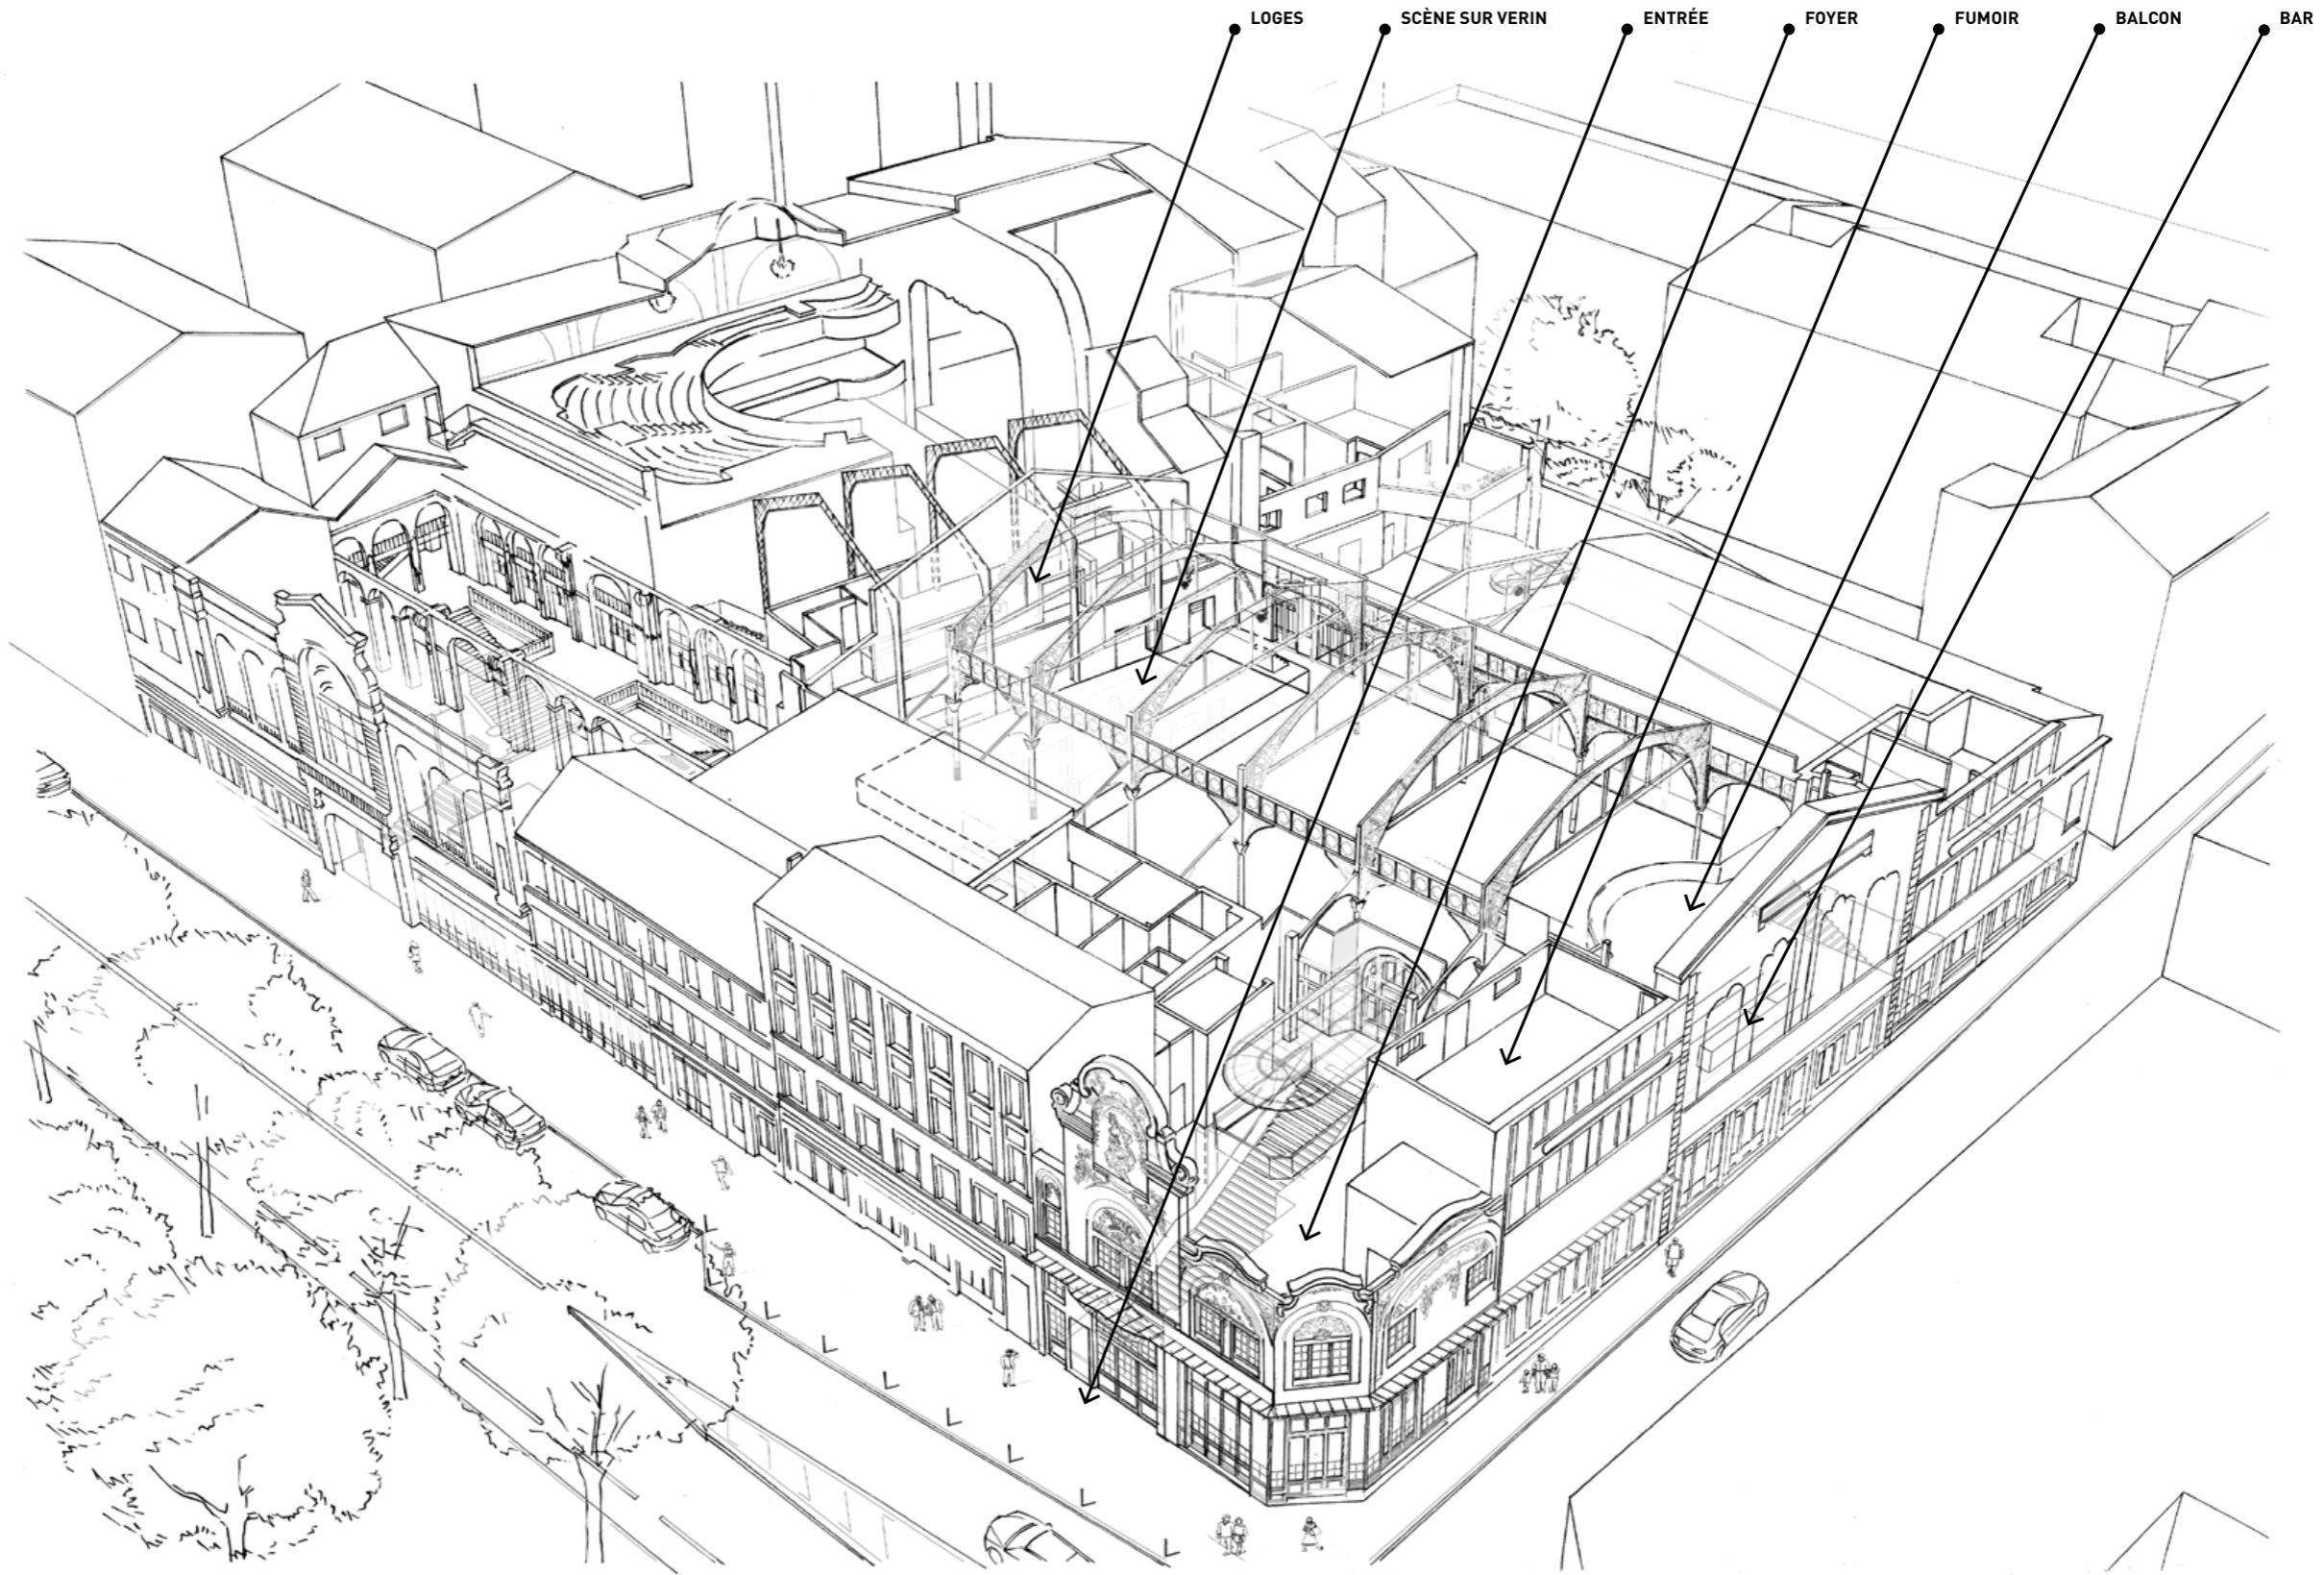 LOGES
SCÈNE SUR VERIN
ENTRÉE
FOYER
FUMOIR
BALCON
BAR